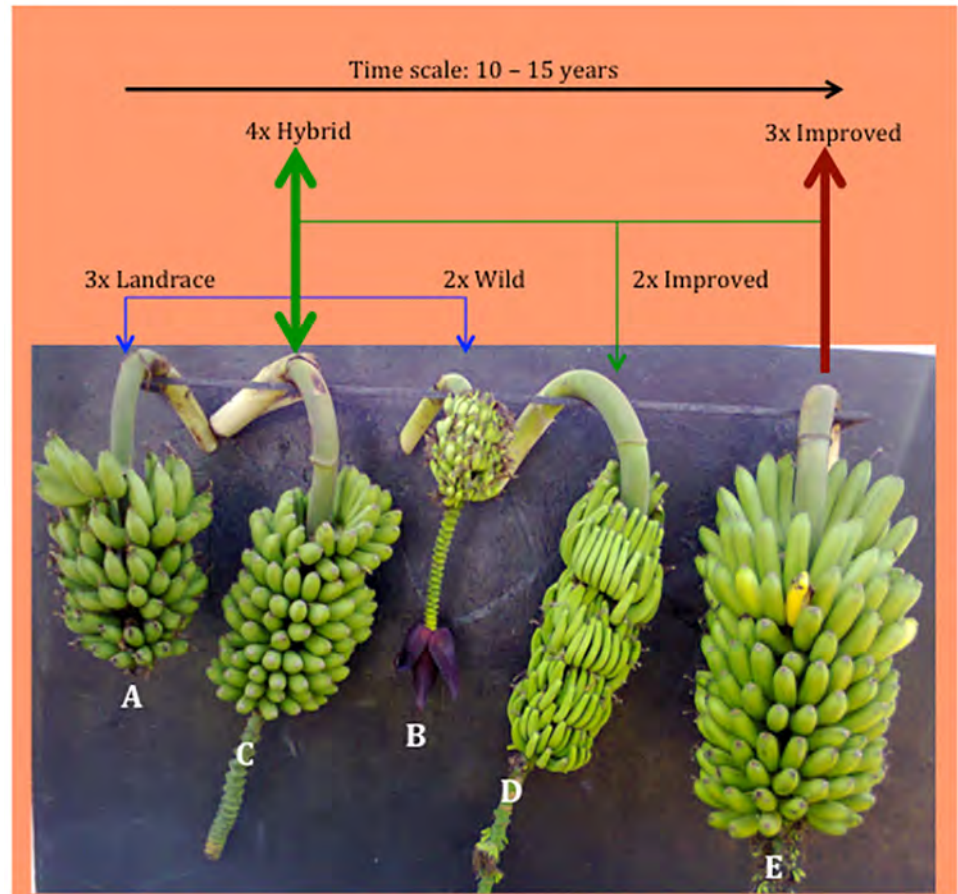 Time scale: 10 – 15 years
4x Hybrid
3x Improved
3x Landrace
2x Wild
2x Improved
A
C
B
D
E